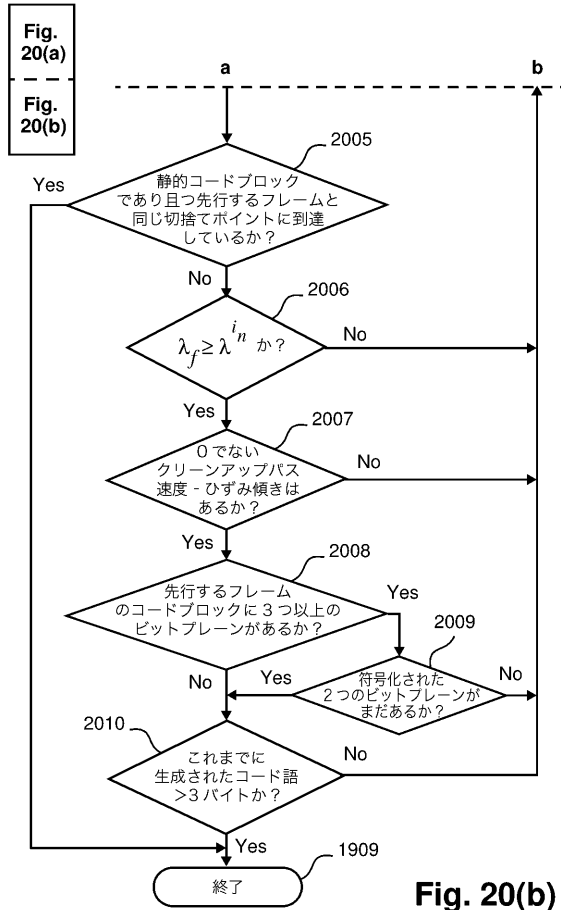 Fig.
20(a)
Fig.
20(b)
a
b
2005
静的コードブロック
であり且つ先行するフレームと
同じ切捨てポイントに到達
しているか？
Yes
No
2006
λf ≥ λ^in か？
No
Yes
2007
０でない
クリーンアップパス
速度 - ひずみ傾きは
あるか？
No
Yes
2008
先行するフレーム
のコードブロックに３つ以上の
ビットプレーンがあるか？
Yes
No
2009
符号化された
２つのビットプレーンが
まだあるか？
Yes
No
2010
これまでに
生成されたコード語
>３バイトか？
No
Yes
1909
終了
Fig. 20(b)